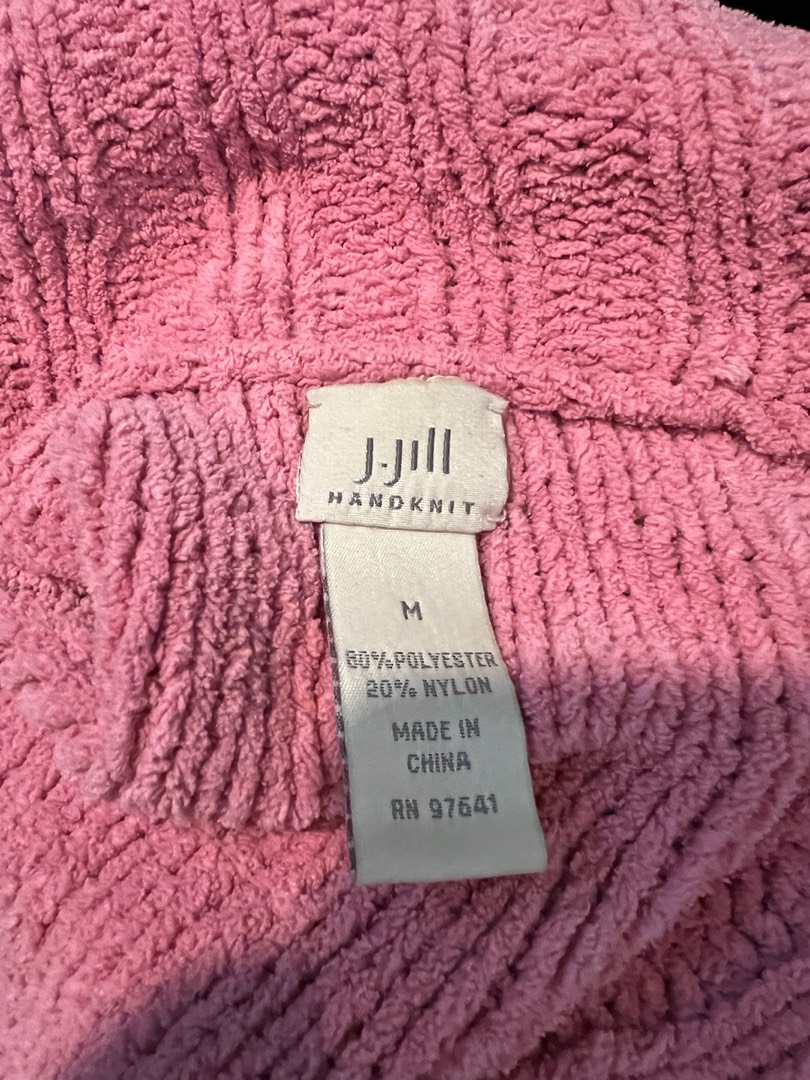 J.Jill
HANDKNIT
M
80% POLYESTER
20% NYLON
MADE IN
CHINA
RN 97641